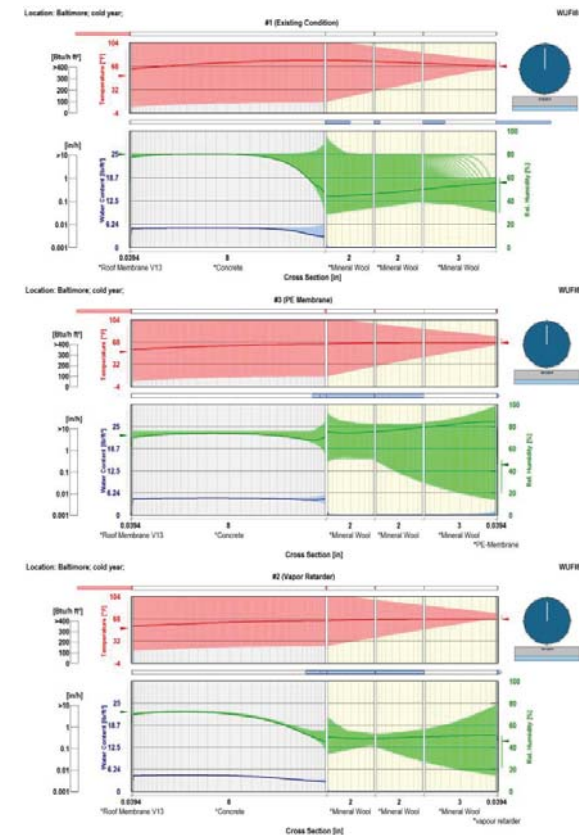 Location: Baltimore; cold year;
WUFI®
#1 (Existing Condition)
[Btu/h ft²]
>400
300
200
100
0
Temperature [°F]
104
68
32
-4
[in/h]
>10
1
0.1
0.01
0.001
Water Content [lb/ft³]
25
18.7
12.5
6.24
0
100
80
60
40
20
0
Rel. Humidity [%]
0.0394
8
2
2
3
*Roof Membrane V13
*Concrete
*Mineral Wool
*Mineral Wool
*Mineral Wool
Cross Section [in]
Location: Baltimore; cold year;
WUFI®
#3 (PE Membrane)
[Btu/h ft²]
>400
300
200
100
0
Temperature [°F]
104
68
32
-4
[in/h]
>10
1
0.1
0.01
0.001
Water Content [lb/ft³]
25
18.7
12.5
6.24
0
100
80
60
40
20
0
Rel. Humidity [%]
0.0394
8
2
2
3
0.0394
*Roof Membrane V13
*Concrete
*Mineral Wool
*Mineral Wool
*Mineral Wool
*PE-Membrane
Cross Section [in]
Location: Baltimore; cold year;
WUFI®
#2 (Vapor Retarder)
[Btu/h ft²]
>400
300
200
100
0
Temperature [°F]
104
68
32
-4
[in/h]
>10
1
0.1
0.01
0.001
Water Content [lb/ft³]
25
18.7
12.5
6.24
0
100
80
60
40
20
0
Rel. Humidity [%]
0.0394
8
2
2
3
0.0394
*Roof Membrane V13
*Concrete
*Mineral Wool
*Mineral Wool
*Mineral Wool
*vapour retarder
Cross Section [in]